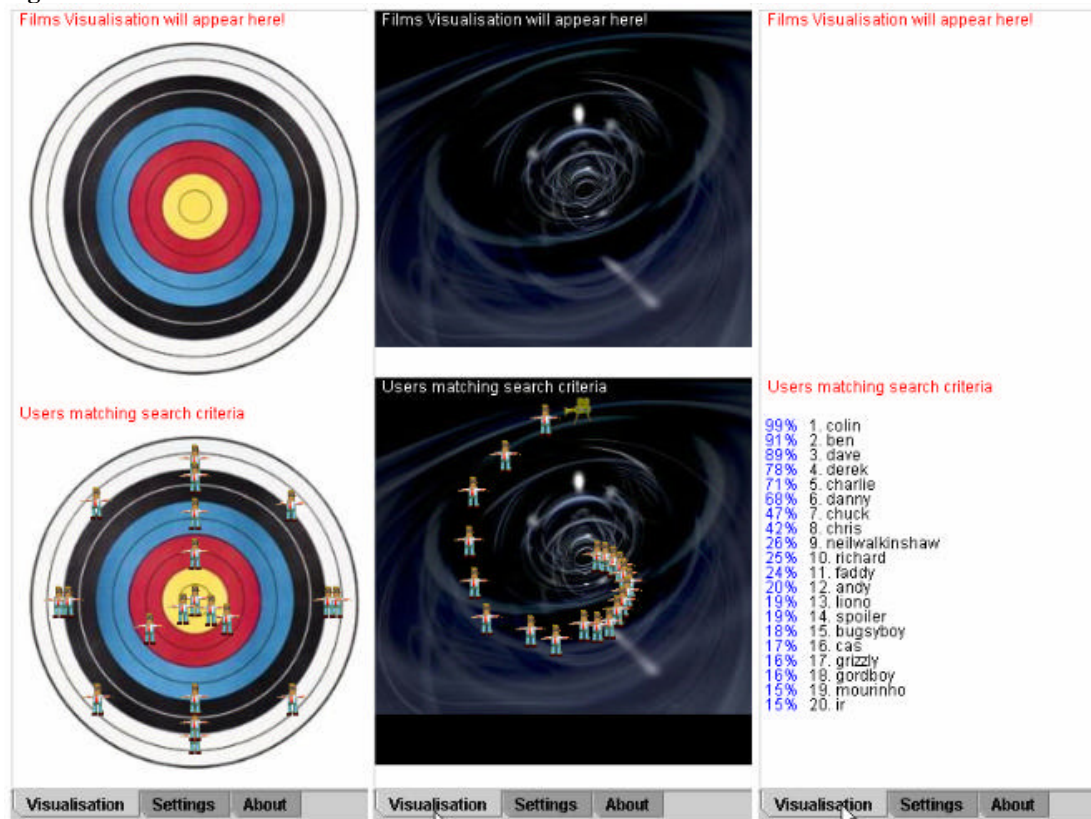 Films Visualisation will appear here!
Users matching search criteria
Visualisation Settings About
Films Visualisation will appear here!
Users matching search criteria
Visualisation Settings About
Films Visualisation will appear here!
Users matching search criteria
99% 1. colin
91% 2. ben
89% 3. dave
78% 4. derek
71% 5. charlie
68% 6. danny
47% 7. chuck
42% 8. chris
26% 9. neilwalkinshaw
25% 10. richard
24% 11. faddy
20% 12. andy
19% 13. liono
19% 14. spoiler
18% 15. bugsyboy
17% 16. cas
16% 17. grizzly
16% 18. gordboy
15% 19. mourinho
15% 20. ir
Visualisation Settings About